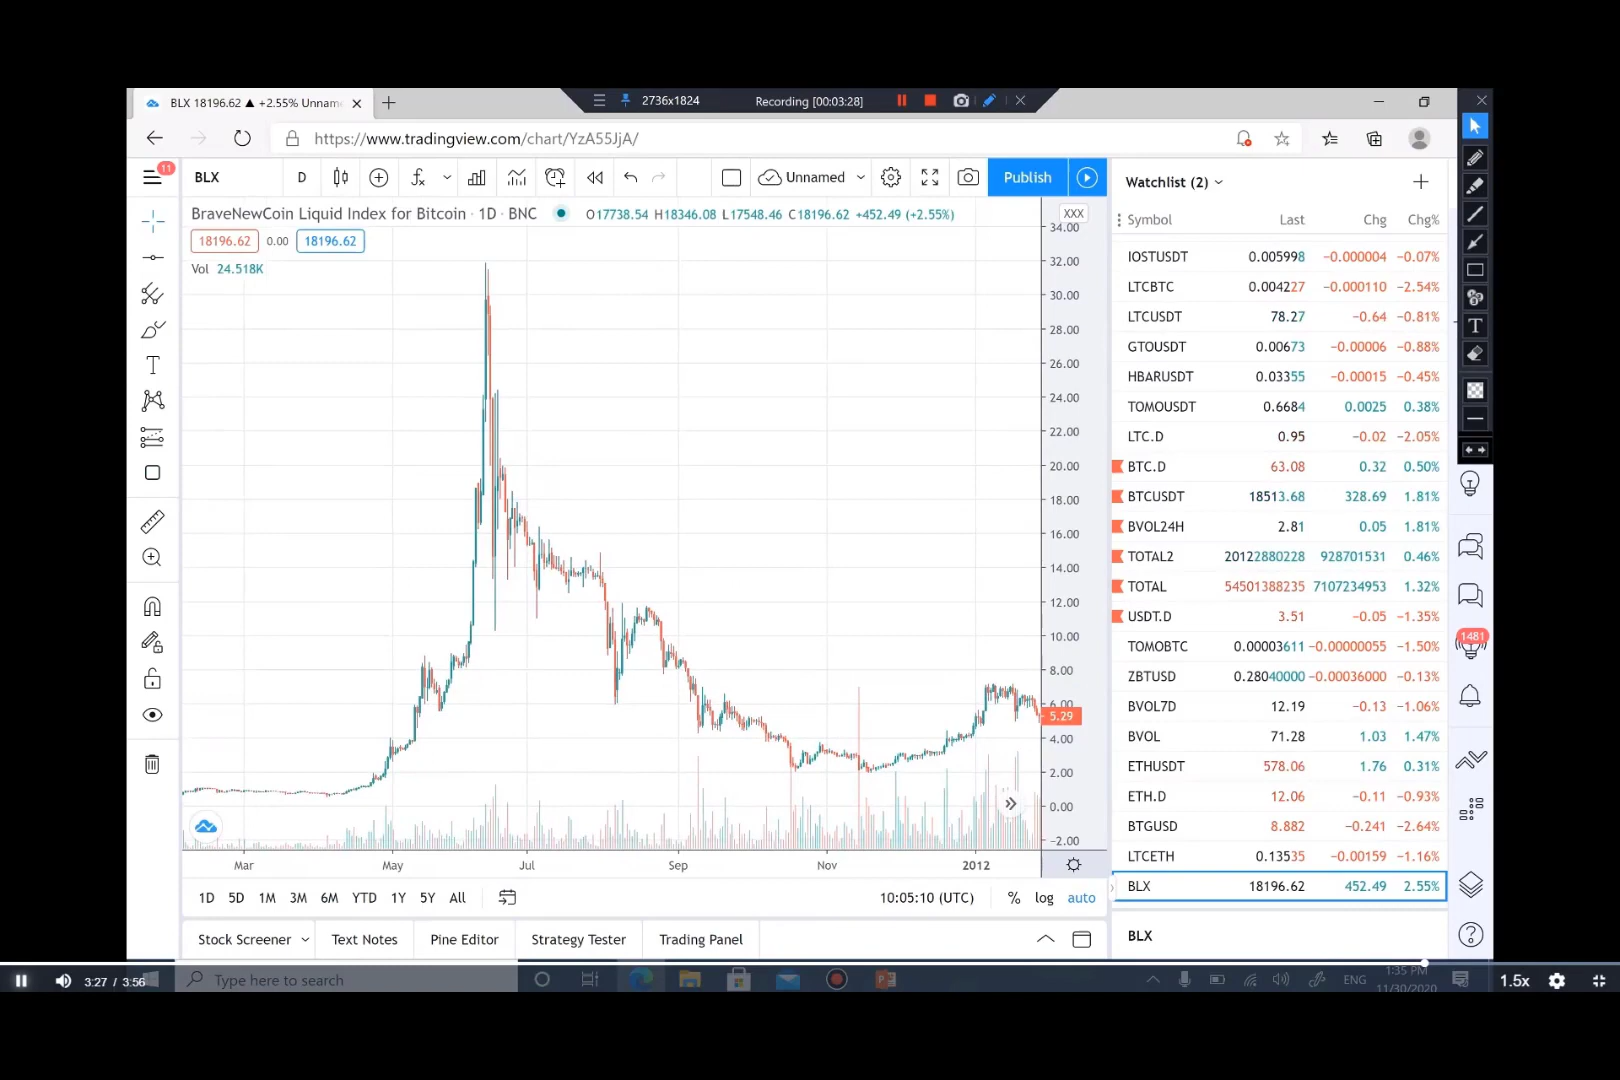 BLX 18196.62 ▲ +2.55% Unnam
2736x1824
Recording [00:03:28]
https://www.tradingview.com/chart/YzA55JjA/
11
BLX
D
Unnamed
Publish
Watchlist (2)
BraveNewCoin Liquid Index for Bitcoin · 1D · BNC
O17738.54 H18346.08 L17548.46 C18196.62 +452.49 (+2.55%)
XXX
18196.62 0.00 18196.62
Vol 24.518K
34.00
32.00
30.00
28.00
26.00
24.00
22.00
20.00
18.00
16.00
14.00
12.00
10.00
8.00
6.00
5.29
4.00
2.00
0.00
−2.00
Mar May Jul Sep Nov 2012
1D 5D 1M 3M 6M YTD 1Y 5Y All
10:05:10 (UTC) % log auto
Stock Screener Text Notes Pine Editor Strategy Tester Trading Panel
Symbol Last Chg Chg%
IOSTUSDT 0.005998 −0.000004 −0.07%
LTCBTC 0.004227 −0.000110 −2.54%
LTCUSDT 78.27 −0.64 −0.81%
GTOUSDT 0.00673 −0.00006 −0.88%
HBARUSDT 0.03355 −0.00015 −0.45%
TOMOUSDT 0.6684 0.0025 0.38%
LTC.D 0.95 −0.02 −2.05%
BTC.D 63.08 0.32 0.50%
BTCUSDT 18513.68 328.69 1.81%
BVOL24H 2.81 0.05 1.81%
TOTAL2 20122880228 928701531 0.46%
TOTAL 54501388235 7107234953 1.32%
USDT.D 3.51 −0.05 −1.35%
TOMOBTC 0.00003611 −0.00000055 −1.50%
ZBTUSD 0.28040000 −0.00036000 −0.13%
BVOL7D 12.19 −0.13 −1.06%
BVOL 71.28 1.03 1.47%
ETHUSDT 578.06 1.76 0.31%
ETH.D 12.06 −0.11 −0.93%
BTGUSD 8.882 −0.241 −2.64%
LTCETH 0.13535 −0.00159 −1.16%
BLX 18196.62 452.49 2.55%
BLX
T
1481
3:27 / 3:56
Type here to search
ENG
1:35 PM
11/30/2020
1.5x